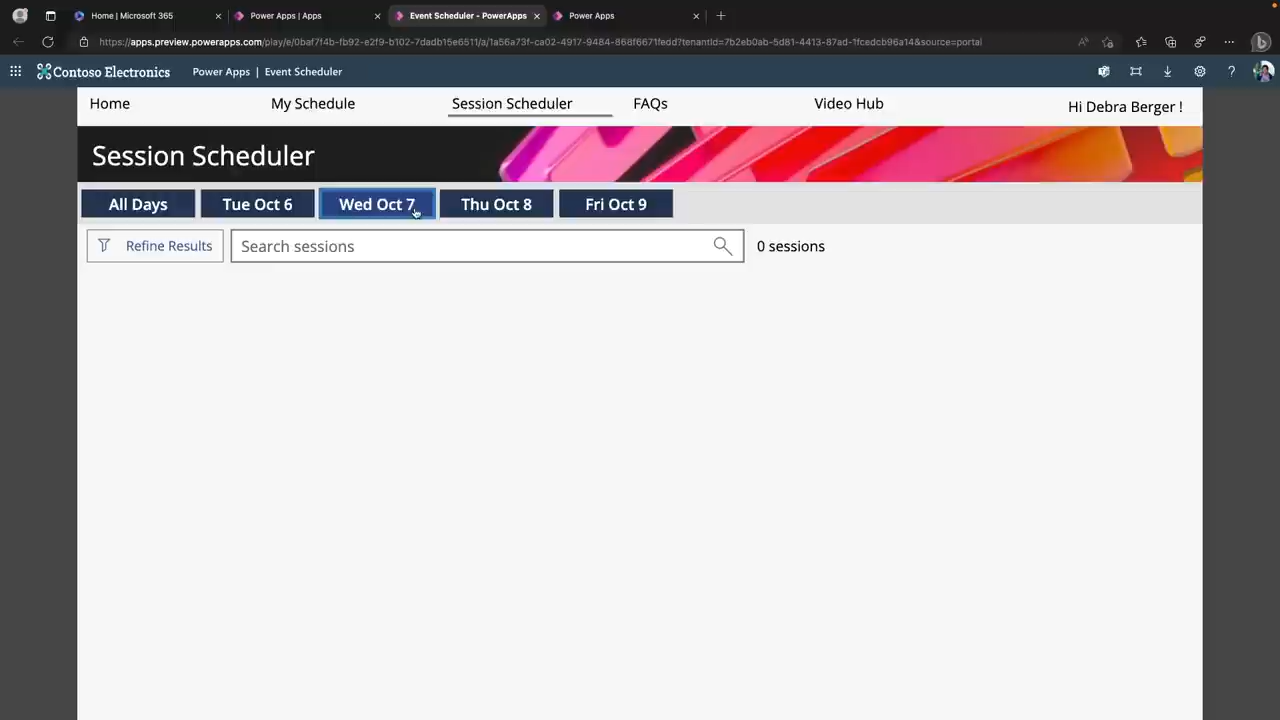 Home | Microsoft 365
Power Apps | Apps
Event Scheduler - PowerApps
Power Apps
https://apps.preview.powerapps.com/play/e/0baf7f4b-fb92-e2f9-b102-7dadb15e6511/a/1a56a73f-ca02-4917-9484-868f6671fedd?tenantId=7b2eb0ab-5d81-4413-87ad-1fcedcb96a14&source=portal
Contoso Electronics
Power Apps | Event Scheduler
Home
My Schedule
Session Scheduler
FAQs
Video Hub
Hi Debra Berger !
Session Scheduler
All Days
Tue Oct 6
Wed Oct 7
Thu Oct 8
Fri Oct 9
Refine Results
Search sessions
0 sessions